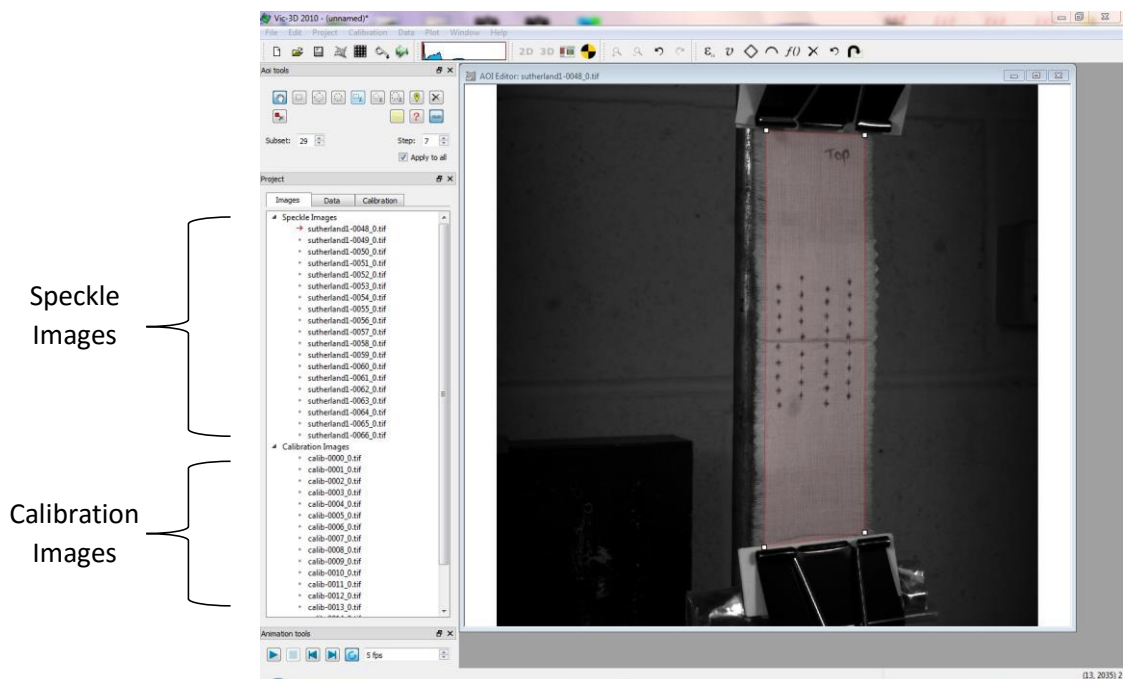 Vic-3D 2010 - (unnamed)*
File Edit Project Calibration Data Plot Window Help
2D 3D
Aoi tools
AOI Editor: sutherland1-0048_0.tif
Subset: 29 Step: 7
Apply to all
Project
Images Data Calibration
Speckle Images
sutherland1-0048_0.tif
sutherland1-0049_0.tif
sutherland1-0050_0.tif
sutherland1-0051_0.tif
sutherland1-0052_0.tif
sutherland1-0053_0.tif
sutherland1-0054_0.tif
sutherland1-0055_0.tif
sutherland1-0056_0.tif
sutherland1-0057_0.tif
sutherland1-0058_0.tif
sutherland1-0059_0.tif
sutherland1-0060_0.tif
sutherland1-0061_0.tif
sutherland1-0062_0.tif
sutherland1-0063_0.tif
sutherland1-0064_0.tif
sutherland1-0065_0.tif
sutherland1-0066_0.tif
Calibration Images
calib-0000_0.tif
calib-0001_0.tif
calib-0002_0.tif
calib-0003_0.tif
calib-0004_0.tif
calib-0005_0.tif
calib-0006_0.tif
calib-0007_0.tif
calib-0008_0.tif
calib-0009_0.tif
calib-0010_0.tif
calib-0011_0.tif
calib-0012_0.tif
calib-0013_0.tif
Animation tools
5 fps
(13, 2035) 2
TOP
Speckle
Images
Calibration
Images